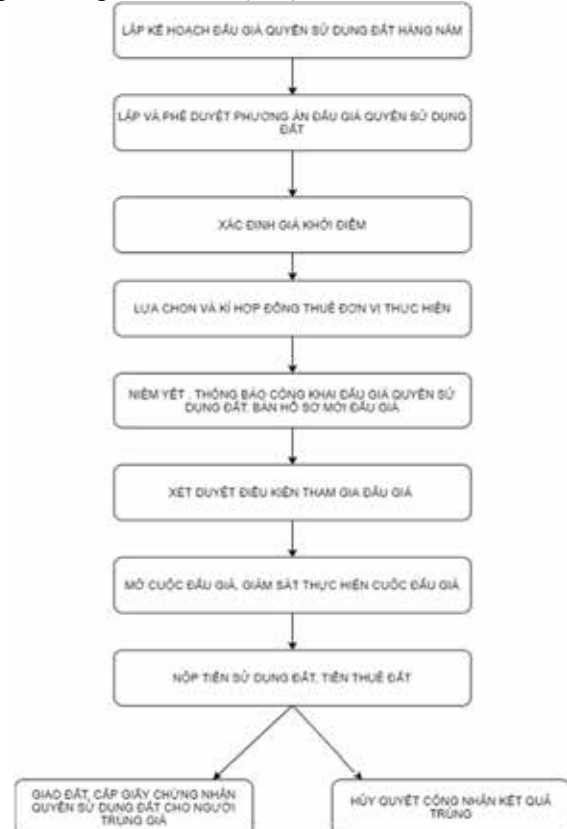 LẬP KẾ HOẠCH ĐẤU GIÁ QUYỀN SỬ DỤNG ĐẤT HÀNG NĂM
LẬP VÀ PHÊ DUYỆT PHƯƠNG ÁN ĐẤU GIÁ QUYỀN SỬ DỤNG
ĐẤT
XÁC ĐỊNH GIÁ KHỞI ĐIỂM
LỰA CHỌN VÀ KÍ HỢP ĐỒNG THUÊ ĐƠN VỊ THỰC HIỆN
NIÊM YẾT , THÔNG BÁO CÔNG KHAI ĐẤU GIÁ QUYỀN SỬ
DỤNG ĐẤT, BÁN HỒ SƠ MỜI ĐẤU GIÁ
XÉT DUYỆT ĐIỀU KIỆN THAM GIA ĐẤU GIÁ
MỞ CUỘC ĐẤU GIÁ, GIÁM SÁT THỰC HIỆN CUỘC ĐẤU GIÁ
NỘP TIỀN SỬ DỤNG ĐẤT, TIỀN THUÊ ĐẤT
GIAO ĐẤT, CẤP GIẤY CHỨNG NHẬN
QUYỀN SỬ DỤNG ĐẤT CHO NGƯỜI
TRÚNG GIÁ
HỦY QUYẾT CÔNG NHẬN KẾT QUẢ
TRÚNG